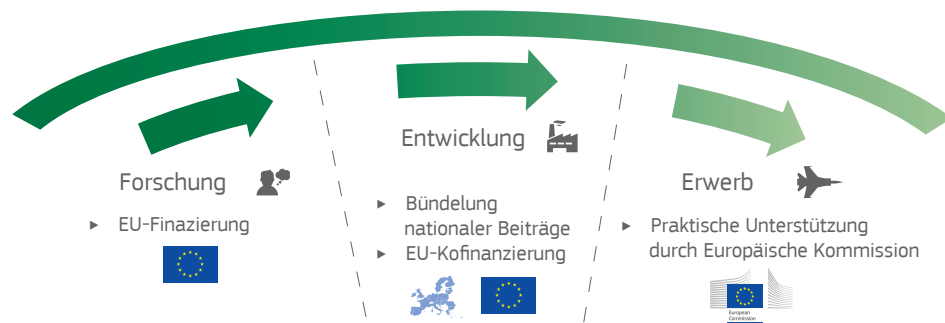 Forschung
► EU-Finazierung
Entwicklung
► Bündelung
nationaler Beiträge
► EU-Kofinanzierung
Erwerb
► Praktische Unterstützung
durch Europäische Kommission
European
Commission